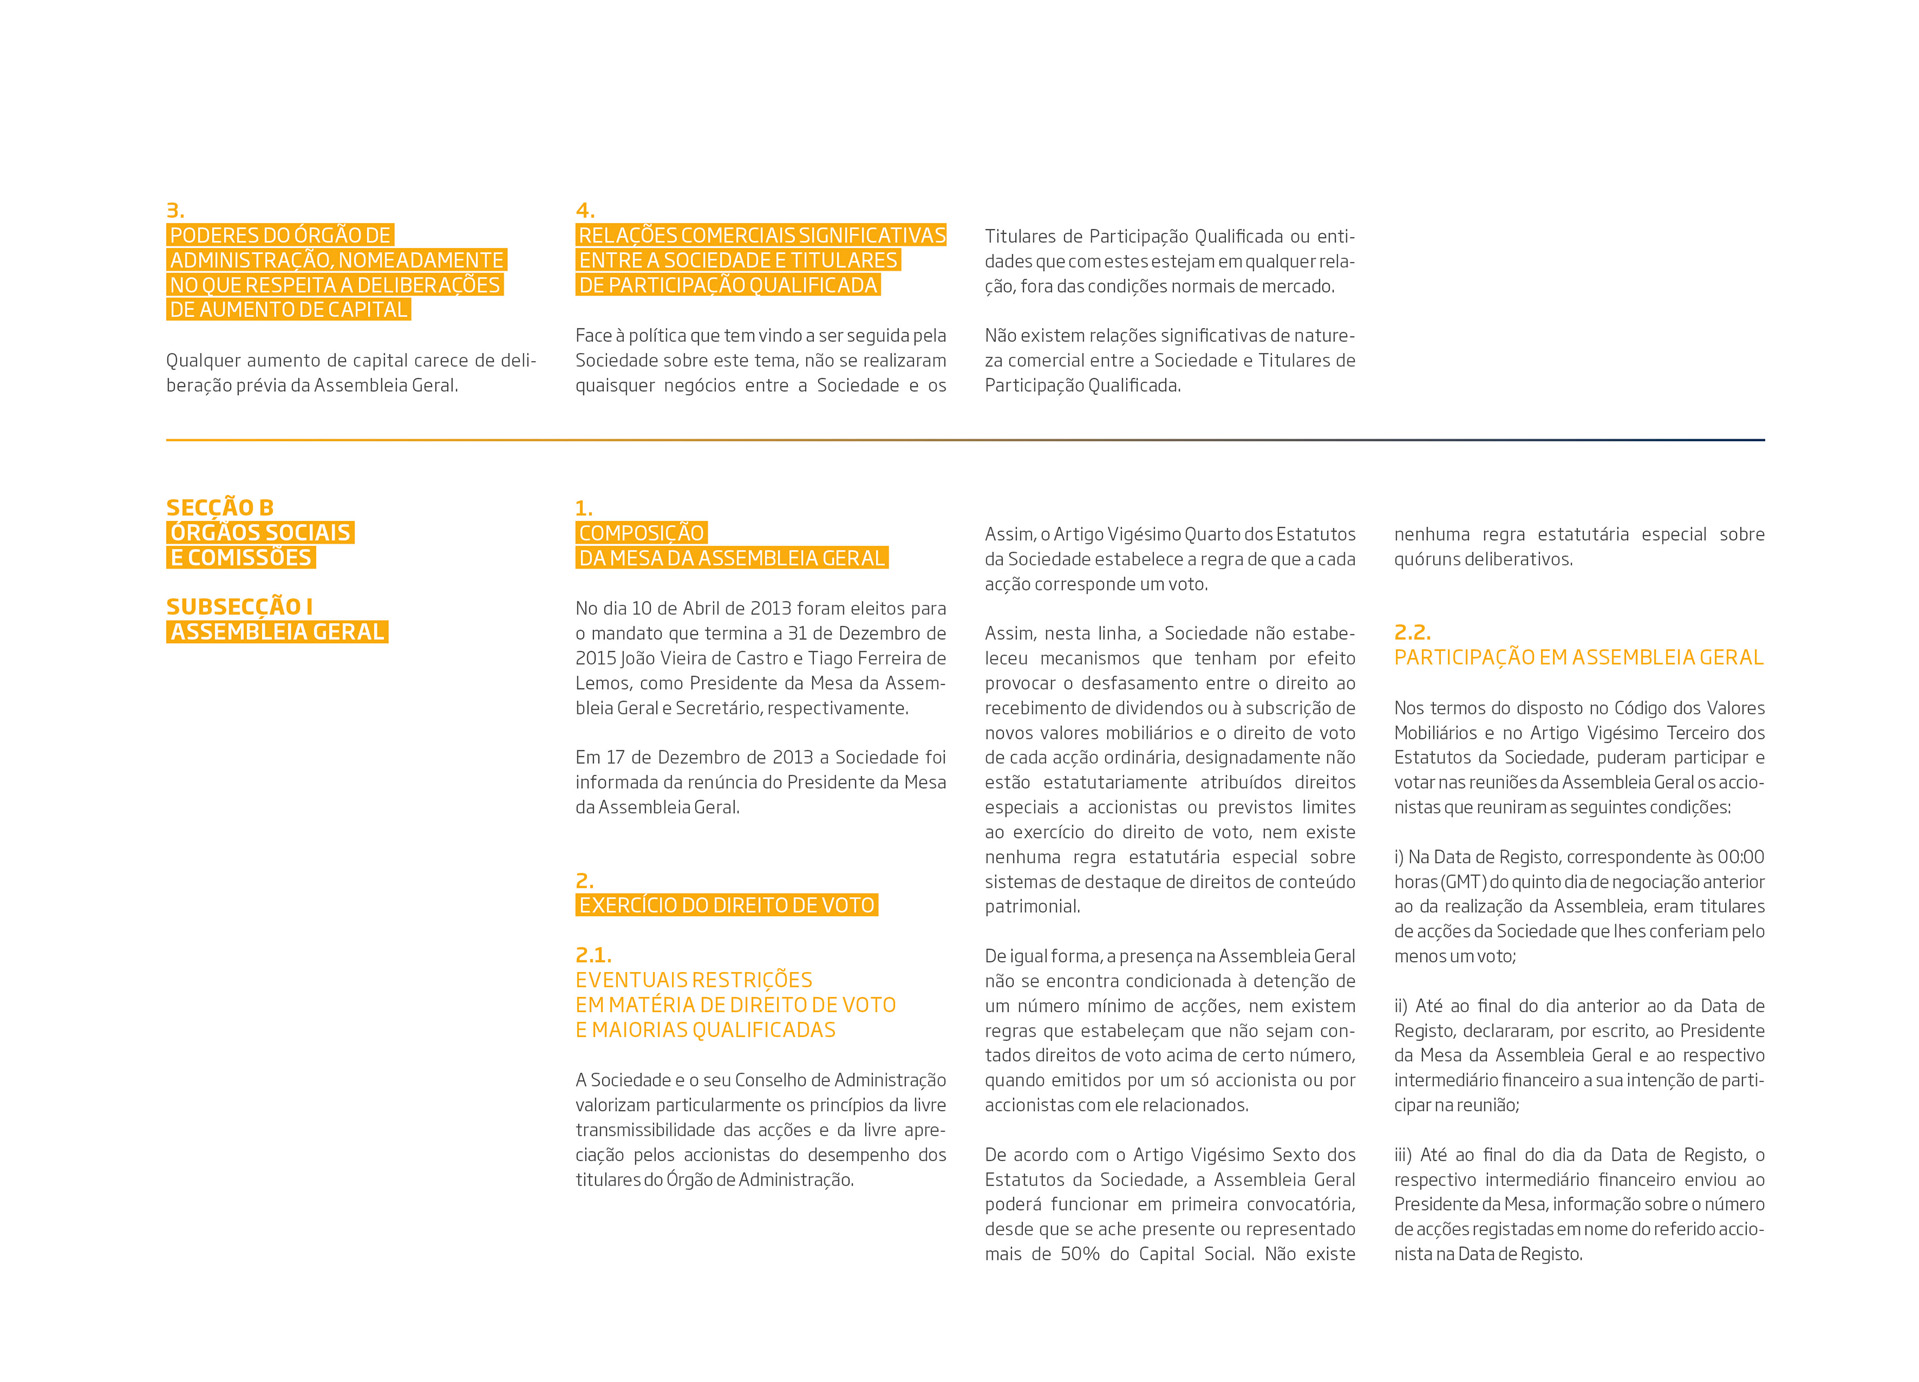 3.
PODERES DO ÓRGÃO DE
ADMINISTRAÇÃO, NOMEADAMENTE
NO QUE RESPEITA A DELIBERAÇÕES
DE AUMENTO DE CAPITAL
Qualquer aumento de capital carece de deli-
beração prévia da Assembleia Geral.
4.
RELAÇÕES COMERCIAIS SIGNIFICATIVAS
ENTRE A SOCIEDADE E TITULARES
DE PARTICIPAÇÃO QUALIFICADA
Face à política que tem vindo a ser seguida pela
Sociedade sobre este tema, não se realizaram
quaisquer negócios entre a Sociedade e os
Titulares de Participação Qualificada ou enti-
dades que com estes estejam em qualquer rela-
ção, fora das condições normais de mercado.
Não existem relações significativas de nature-
za comercial entre a Sociedade e Titulares de
Participação Qualificada.
SECÇÃO B
ÓRGÃOS SOCIAIS
E COMISSÕES
SUBSECÇÃO I
ASSEMBLEIA GERAL
1.
COMPOSIÇÃO
DA MESA DA ASSEMBLEIA GERAL
No dia 10 de Abril de 2013 foram eleitos para
o mandato que termina a 31 de Dezembro de
2015 João Vieira de Castro e Tiago Ferreira de
Lemos, como Presidente da Mesa da Assem-
bleia Geral e Secretário, respectivamente.
Em 17 de Dezembro de 2013 a Sociedade foi
informada da renúncia do Presidente da Mesa
da Assembleia Geral.
2.
EXERCÍCIO DO DIREITO DE VOTO
2.1.
EVENTUAIS RESTRIÇÕES
EM MATÉRIA DE DIREITO DE VOTO
E MAIORIAS QUALIFICADAS
A Sociedade e o seu Conselho de Administração
valorizam particularmente os princípios da livre
transmissibilidade das acções e da livre apre-
ciação pelos accionistas do desempenho dos
titulares do Órgão de Administração.
Assim, o Artigo Vigésimo Quarto dos Estatutos
da Sociedade estabelece a regra de que a cada
acção corresponde um voto.
Assim, nesta linha, a Sociedade não estabe-
leceu mecanismos que tenham por efeito
provocar o desfasamento entre o direito ao
recebimento de dividendos ou à subscrição de
novos valores mobiliários e o direito de voto
de cada acção ordinária, designadamente não
estão estatutariamente atribuídos direitos
especiais a accionistas ou previstos limites
ao exercício do direito de voto, nem existe
nenhuma regra estatutária especial sobre
sistemas de destaque de direitos de conteúdo
patrimonial.
De igual forma, a presença na Assembleia Geral
não se encontra condicionada à detenção de
um número mínimo de acções, nem existem
regras que estabeleçam que não sejam con-
tados direitos de voto acima de certo número,
quando emitidos por um só accionista ou por
accionistas com ele relacionados.
De acordo com o Artigo Vigésimo Sexto dos
Estatutos da Sociedade, a Assembleia Geral
poderá funcionar em primeira convocatória,
desde que se ache presente ou representado
mais de 50% do Capital Social. Não existe
nenhuma regra estatutária especial sobre
quóruns deliberativos.
2.2.
PARTICIPAÇÃO EM ASSEMBLEIA GERAL
Nos termos do disposto no Código dos Valores
Mobiliários e no Artigo Vigésimo Terceiro dos
Estatutos da Sociedade, puderam participar e
votar nas reuniões da Assembleia Geral os accio-
nistas que reuniram as seguintes condições:
i) Na Data de Registo, correspondente às 00:00
horas (GMT) do quinto dia de negociação anterior
ao da realização da Assembleia, eram titulares
de acções da Sociedade que lhes conferiam pelo
menos um voto;
ii) Até ao final do dia anterior ao da Data de
Registo, declararam, por escrito, ao Presidente
da Mesa da Assembleia Geral e ao respectivo
intermediário financeiro a sua intenção de parti-
cipar na reunião;
iii) Até ao final do dia da Data de Registo, o
respectivo intermediário financeiro enviou ao
Presidente da Mesa, informação sobre o número
de acções registadas em nome do referido accio-
nista na Data de Registo.